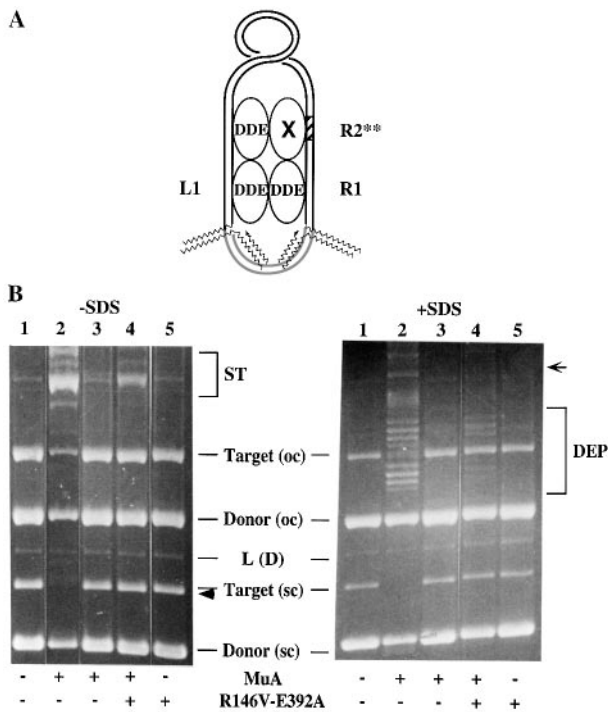 A
DDE X R2**
L1 DDE DDE R1
B
-SDS +SDS
1 2 3 4 5 1 2 3 4 5
ST
Target (oc) DEP
Donor (oc)
L (D)
Target (sc)
Donor (sc)
- + + + - MuA - + + + -
- - - + + R146V-E392A - - - + +